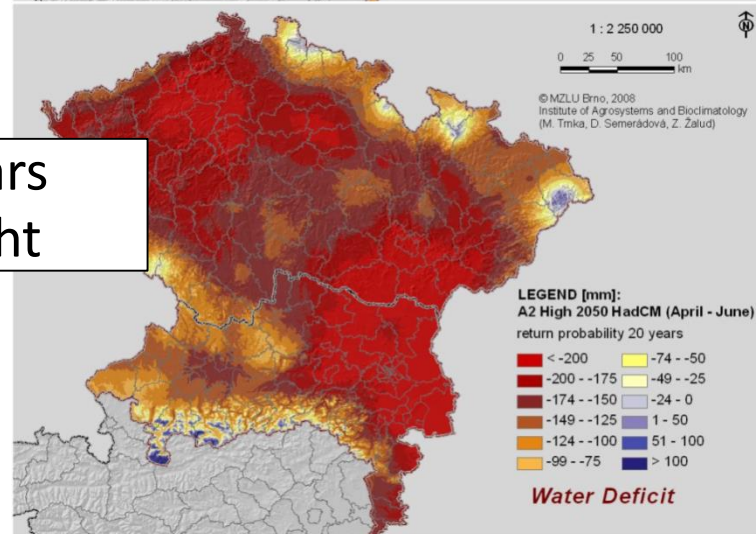 1 : 2 250 000
N
0 25 50 100
km
© MZLU Brno, 2008
Institute of Agrosystems and Bioclimatology
(M. Trnka, D. Semerádová, Z. Žalud)
LEGEND [mm]:
A2 High 2050 HadCM (April - June)
return probability 20 years
< -200
-200 - -175
-174 - -150
-149 - -125
-124 - -100
-99 - -75
-74 - -50
-49 - -25
-24 - 0
1 - 50
51 - 100
> 100
Water Deficit